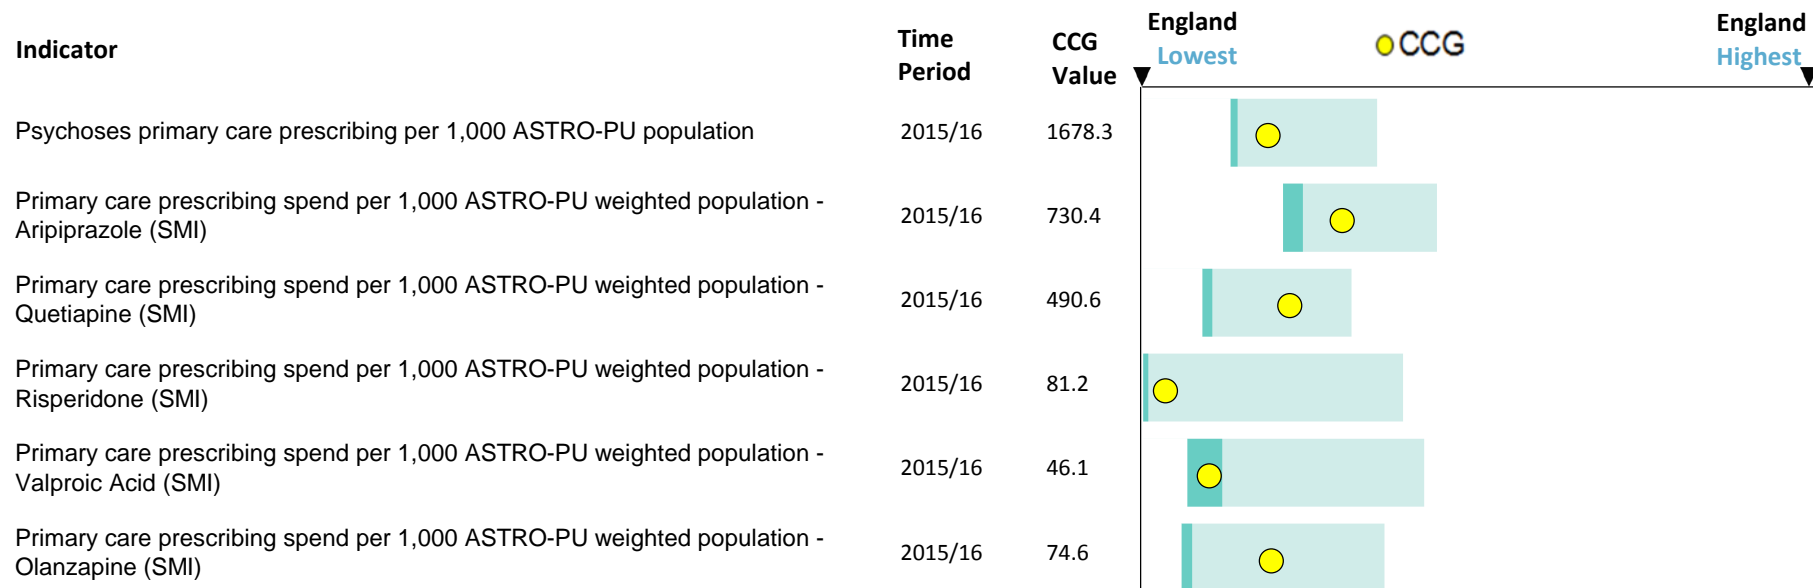 Indicator
Time Period
CCG Value
England Lowest
CCG
England Highest
Psychoses primary care prescribing per 1,000 ASTRO-PU population 2015/16 1678.3
Primary care prescribing spend per 1,000 ASTRO-PU weighted population -
Aripiprazole (SMI)
2015/16 730.4
Primary care prescribing spend per 1,000 ASTRO-PU weighted population -
Quetiapine (SMI)
2015/16 490.6
Primary care prescribing spend per 1,000 ASTRO-PU weighted population -
Risperidone (SMI)
2015/16 81.2
Primary care prescribing spend per 1,000 ASTRO-PU weighted population -
Valproic Acid (SMI)
2015/16 46.1
Primary care prescribing spend per 1,000 ASTRO-PU weighted population -
Olanzapine (SMI)
2015/16 74.6